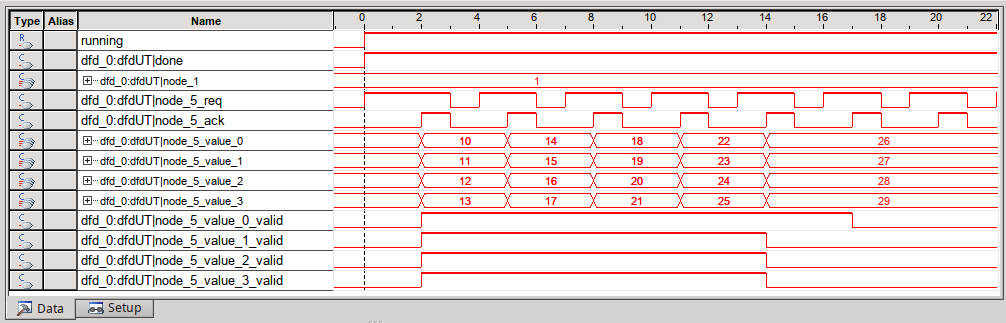 Type Alias Name 0 2 4 6 8 10 12 14 16 18 20 22
running
dfd_0:dfdUT|done
dfd_0:dfdUT|node_1 1
dfd_0:dfdUT|node_5_req
dfd_0:dfdUT|node_5_ack
dfd_0:dfdUT|node_5_value_0 10 14 18 22 26
dfd_0:dfdUT|node_5_value_1 11 15 19 23 27
dfd_0:dfdUT|node_5_value_2 12 16 20 24 28
dfd_0:dfdUT|node_5_value_3 13 17 21 25 29
dfd_0:dfdUT|node_5_value_0_valid
dfd_0:dfdUT|node_5_value_1_valid
dfd_0:dfdUT|node_5_value_2_valid
dfd_0:dfdUT|node_5_value_3_valid
Data Setup